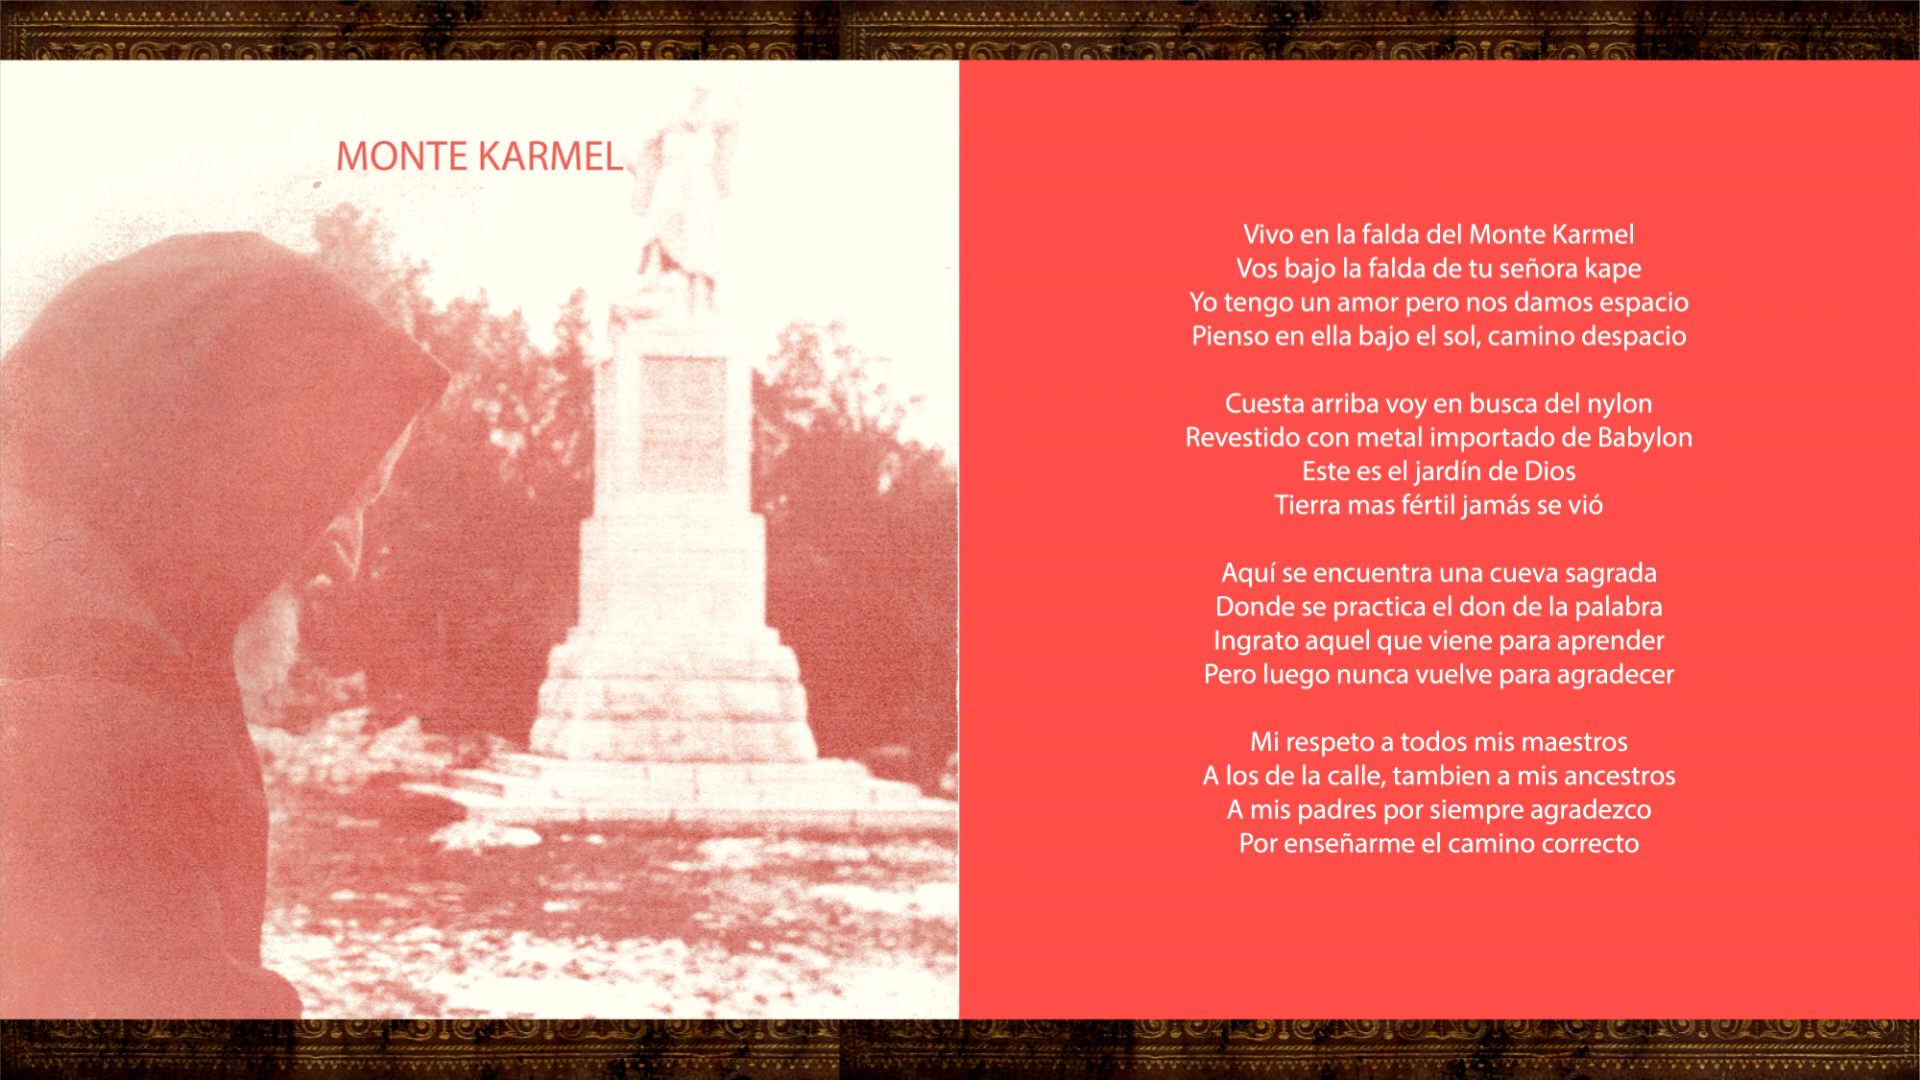 MONTE KARMEL
Vivo en la falda del Monte Karmel
Vos bajo la falda de tu señora kape
Yo tengo un amor pero nos damos espacio
Pienso en ella bajo el sol, camino despacio
Cuesta arriba voy en busca del nylon
Revestido con metal importado de Babylon
Este es el jardín de Dios
Tierra mas fértil jamás se vió
Aquí se encuentra una cueva sagrada
Donde se practica el don de la palabra
Ingrato aquel que viene para aprender
Pero luego nunca vuelve para agradecer
Mi respeto a todos mis maestros
A los de la calle, tambien a mis ancestros
A mis padres por siempre agradezco
Por enseñarme el camino correcto